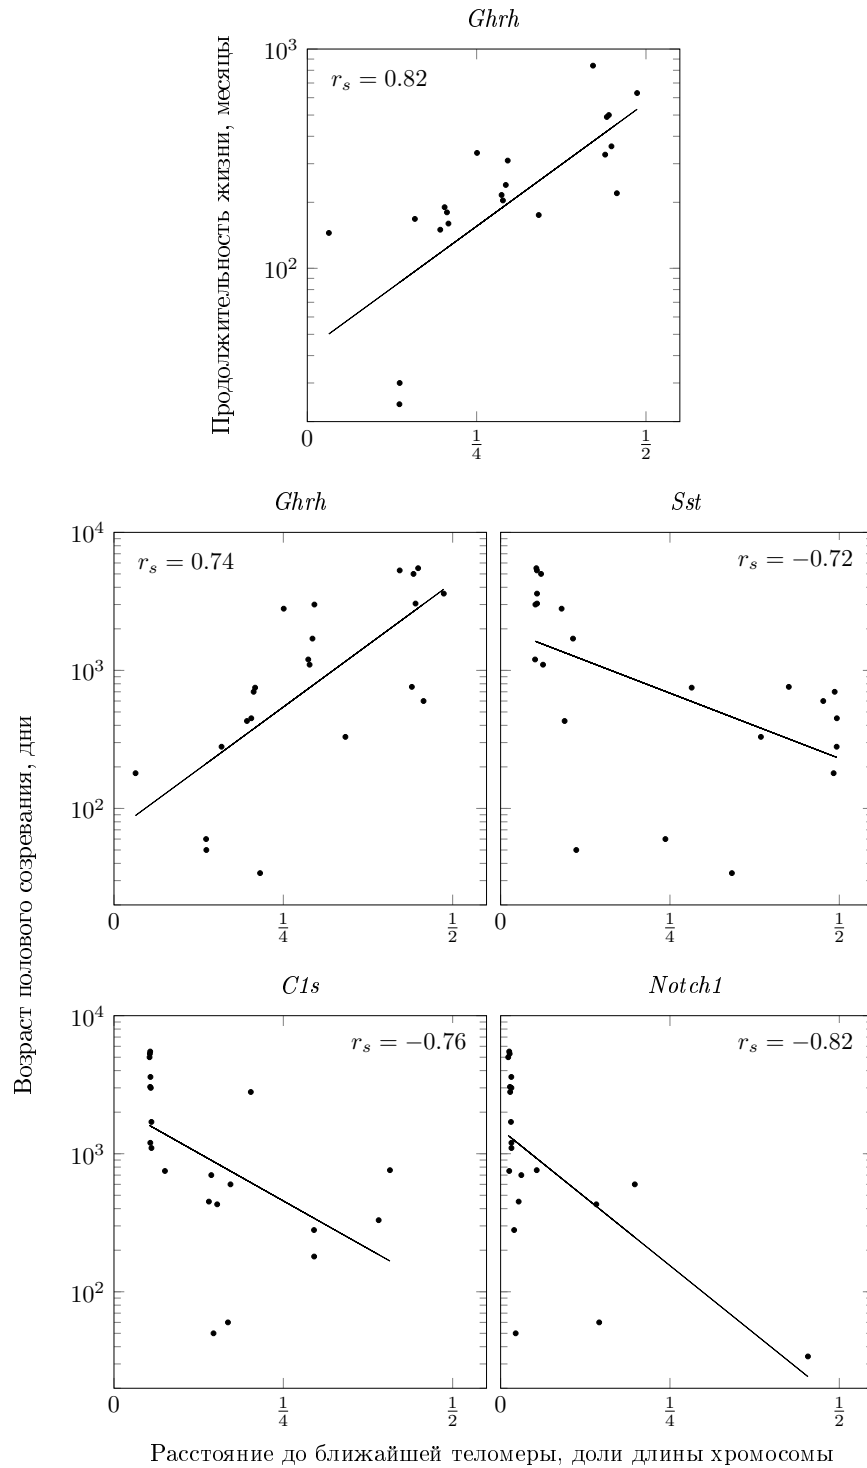 Ghrh
Продолжительность жизни, месяцы
10³
10²
r_s = 0.82
0
1/4
1/2
Ghrh
Sst
Возраст полового созревания, дни
10⁴
10³
10²
r_s = 0.74
r_s = −0.72
0
1/4
1/2
0
1/4
1/2
C1s
Notch1
10⁴
10³
10²
r_s = −0.76
r_s = −0.82
0
1/4
1/2
0
1/4
1/2
Расстояние до ближайшей теломеры, доли длины хромосомы